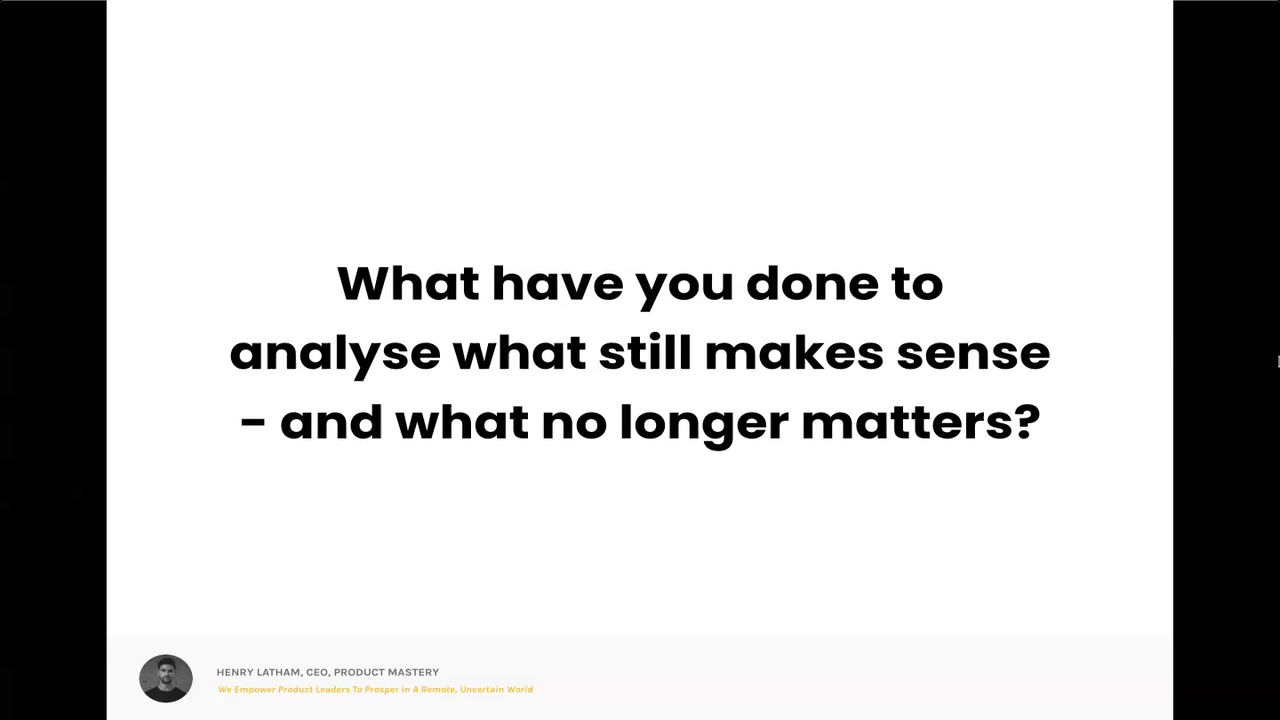 What have you done to
analyse what still makes sense
- and what no longer matters?
HENRY LATHAM, CEO, PRODUCT MASTERY
We Empower Product Leaders To Prosper in A Remote, Uncertain World